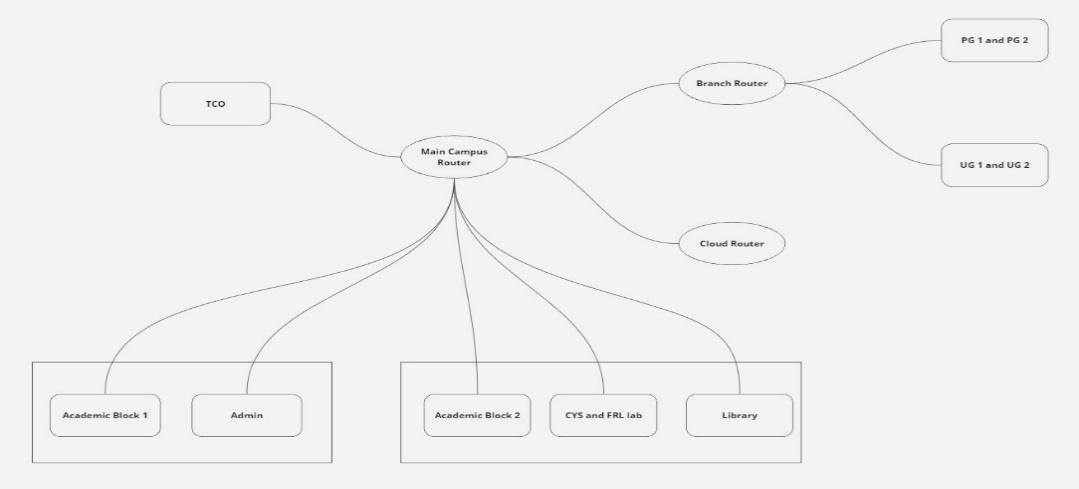 PG 1 and PG 2
Branch Router
TCO
Main Campus
Router
UG 1 and UG 2
Cloud Router
Academic Block 1
Admin
Academic Block 2
CYS and FRL lab
Library